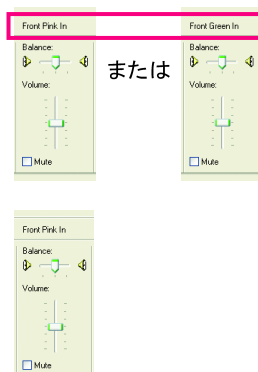 Front Pink In
Balance:
Volume:
Mute
または
Front Green In
Balance:
Volume:
Mute
Front Pink In
Balance:
Volume:
Mute